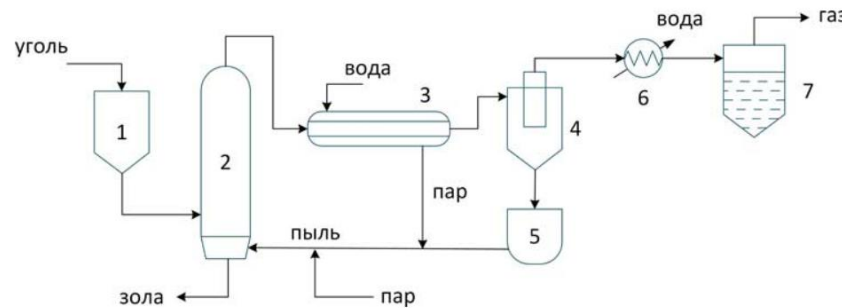 уголь
1
2
вода
3
4
5
пар
пыль
зола
пар
6
вода
7
газ